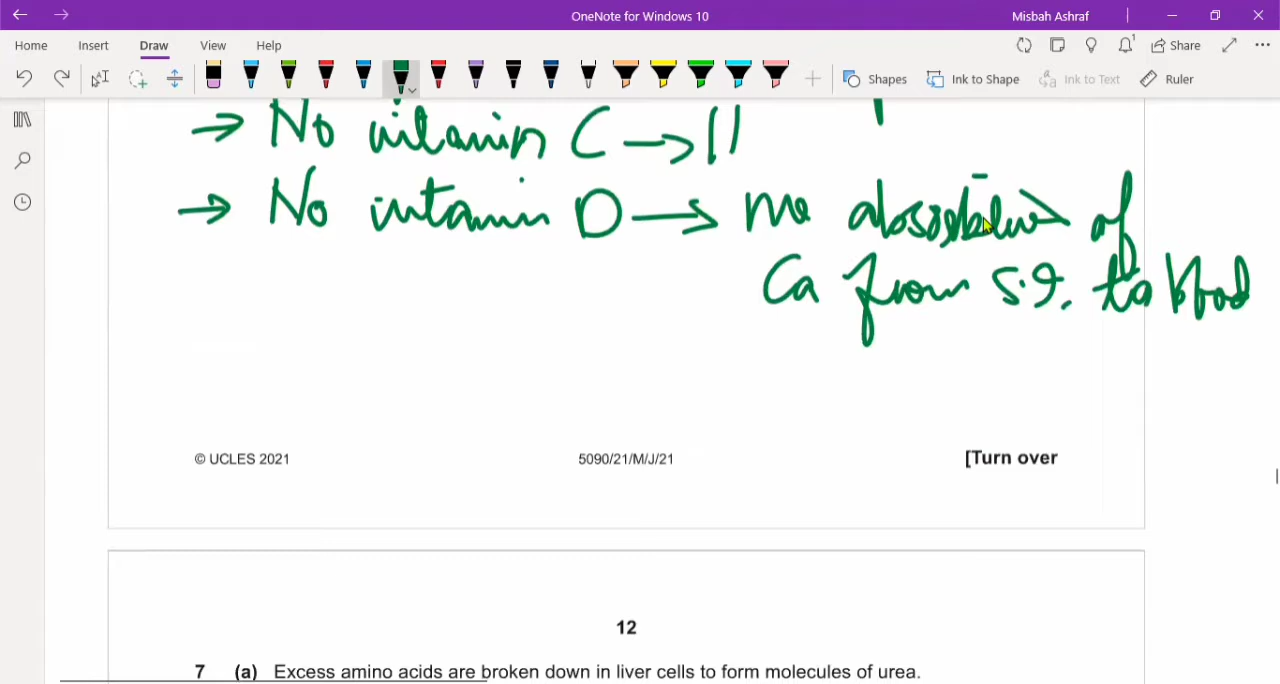 OneNote for Windows 10
Misbah Ashraf
Home Insert Draw View Help
Share
Shapes Ink to Shape Ink to Text Ruler
→ No vitamin C →
→ No vitamin D → no absorption of
Ca from S.I. to blood
© UCLES 2021 5090/21/M/J/21 [Turn over
12
7 (a) Excess amino acids are broken down in liver cells to form molecules of urea.